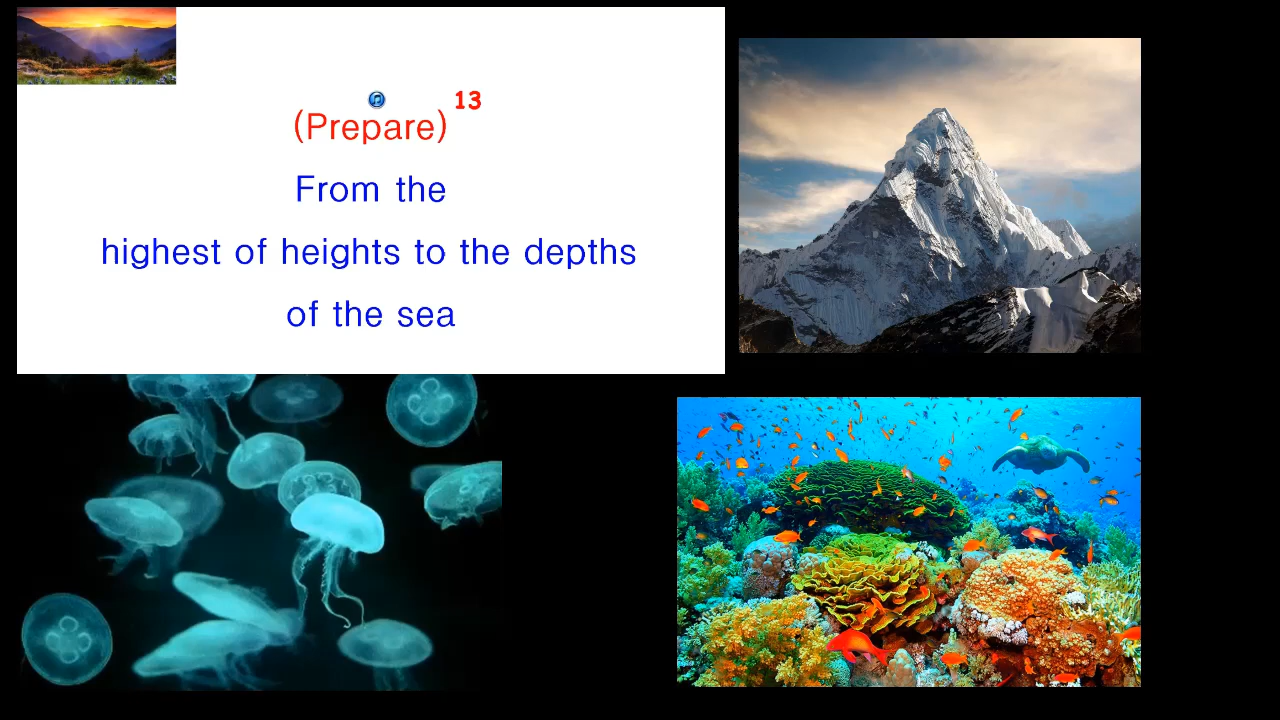 (Prepare) 13
From the
highest of heights to the depths
of the sea